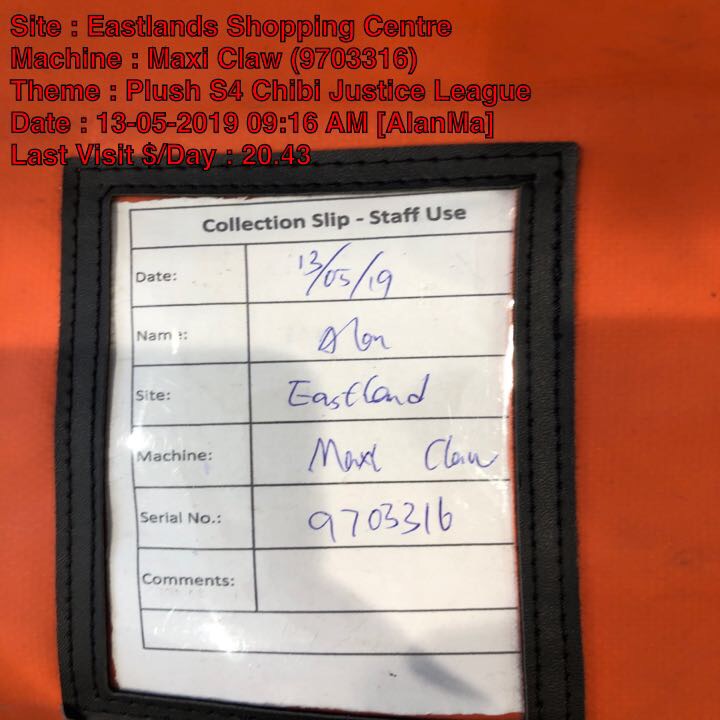 Site : Eastlands Shopping Centre
Machine : Maxi Claw (9703316)
Theme : Plush S4 Chibi Justice League
Date : 13-05-2019 09:16 AM [AlanMa]
Last Visit $/Day : 20.43
Collection Slip - Staff Use
Date: 13/05/19
Name: Alan
Site: Eastland
Machine: Maxi Claw
Serial No.: 9703316
Comments: